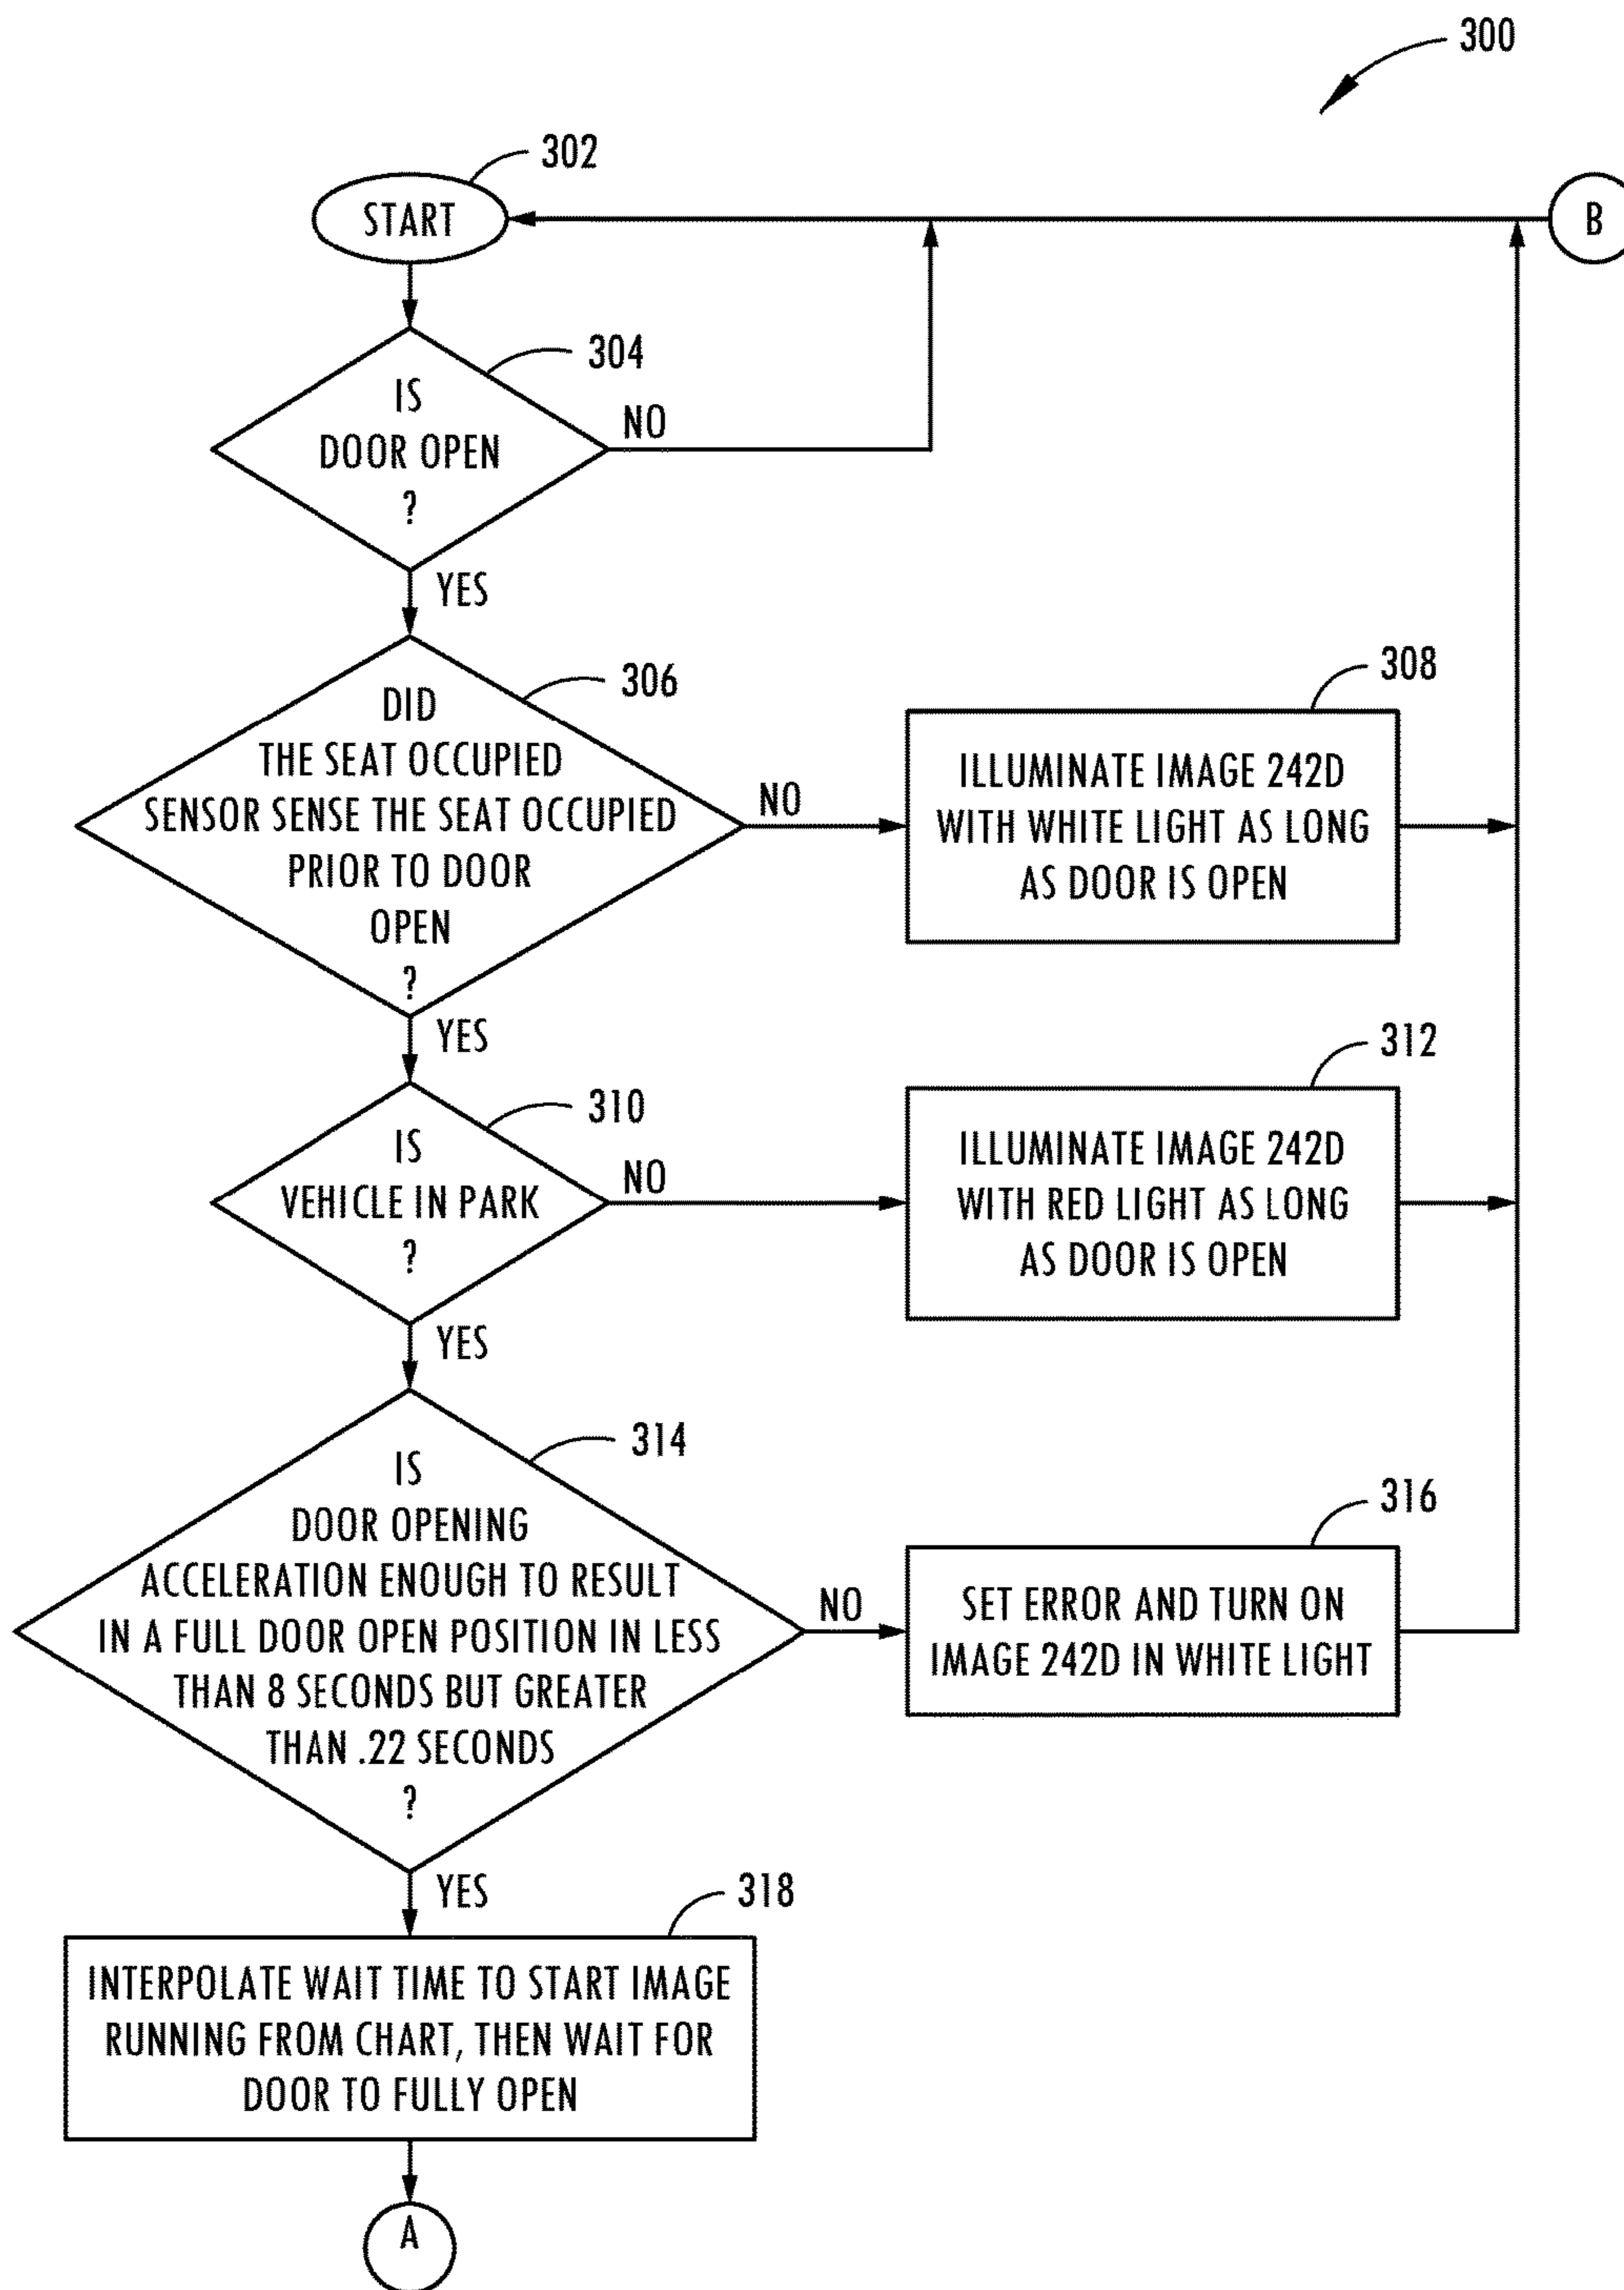 300
302
START
B
304
IS
DOOR OPEN
?
NO
YES
306
DID
THE SEAT OCCUPIED
SENSOR SENSE THE SEAT OCCUPIED
PRIOR TO DOOR
OPEN
?
NO
308
ILLUMINATE IMAGE 242D
WITH WHITE LIGHT AS LONG
AS DOOR IS OPEN
YES
310
IS
VEHICLE IN PARK
?
NO
312
ILLUMINATE IMAGE 242D
WITH RED LIGHT AS LONG
AS DOOR IS OPEN
YES
314
IS
DOOR OPENING
ACCELERATION ENOUGH TO RESULT
IN A FULL DOOR OPEN POSITION IN LESS
THAN 8 SECONDS BUT GREATER
THAN .22 SECONDS
?
NO
316
SET ERROR AND TURN ON
IMAGE 242D IN WHITE LIGHT
YES
318
INTERPOLATE WAIT TIME TO START IMAGE
RUNNING FROM CHART, THEN WAIT FOR
DOOR TO FULLY OPEN
A